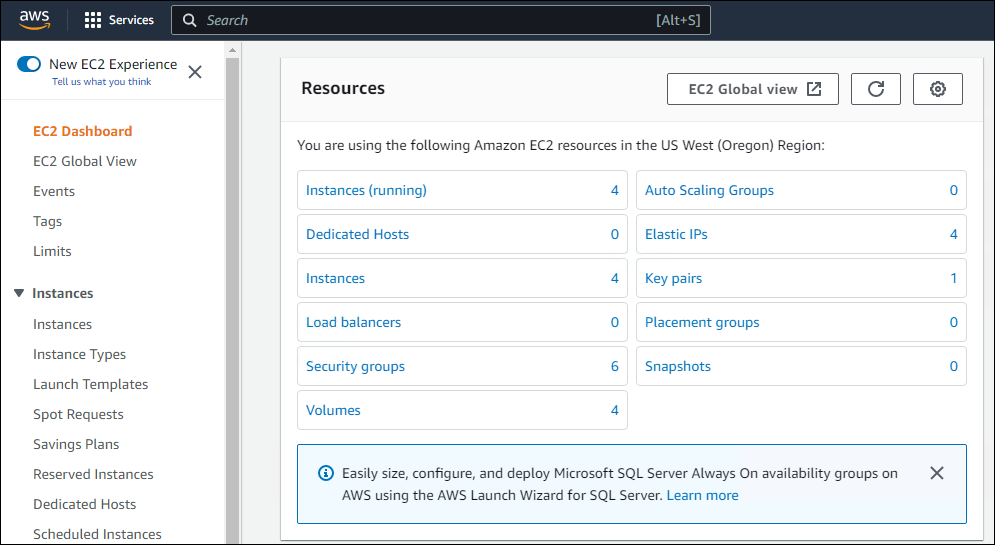 aws
Services
Search
[Alt+S]
New EC2 Experience
Tell us what you think
EC2 Dashboard
EC2 Global View
Events
Tags
Limits
Instances
Instances
Instance Types
Launch Templates
Spot Requests
Savings Plans
Reserved Instances
Dedicated Hosts
Scheduled Instances
Resources
EC2 Global view
You are using the following Amazon EC2 resources in the US West (Oregon) Region:
Instances (running) 4
Auto Scaling Groups 0
Dedicated Hosts 0
Elastic IPs 4
Instances 4
Key pairs 1
Load balancers 0
Placement groups 0
Security groups 6
Snapshots 0
Volumes 4
Easily size, configure, and deploy Microsoft SQL Server Always On availability groups on
AWS using the AWS Launch Wizard for SQL Server. Learn more